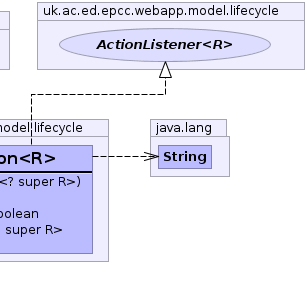 uk.ac.ed.epcc.webapp.model.lifecycle
ActionListener<R>
model.lifecycle
java.lang
on<R>
String
<? super R>)
oolean
super R>